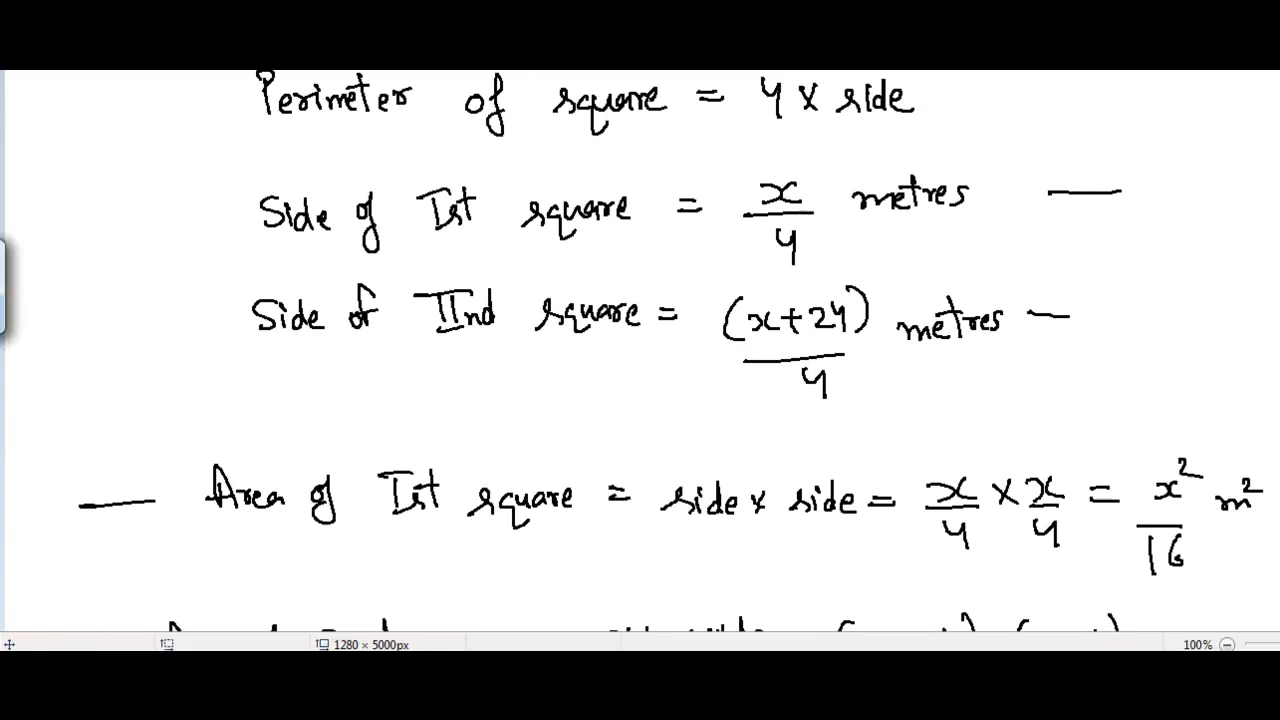 Perimeter of square = 4 x side
Side of Ist square = x/4 metres —
Side of IInd square = (x+24)/4 metres —
— Area of Ist square = side x side = x/4 x x/4 = x²/16 m²
1280 × 5000px 100%